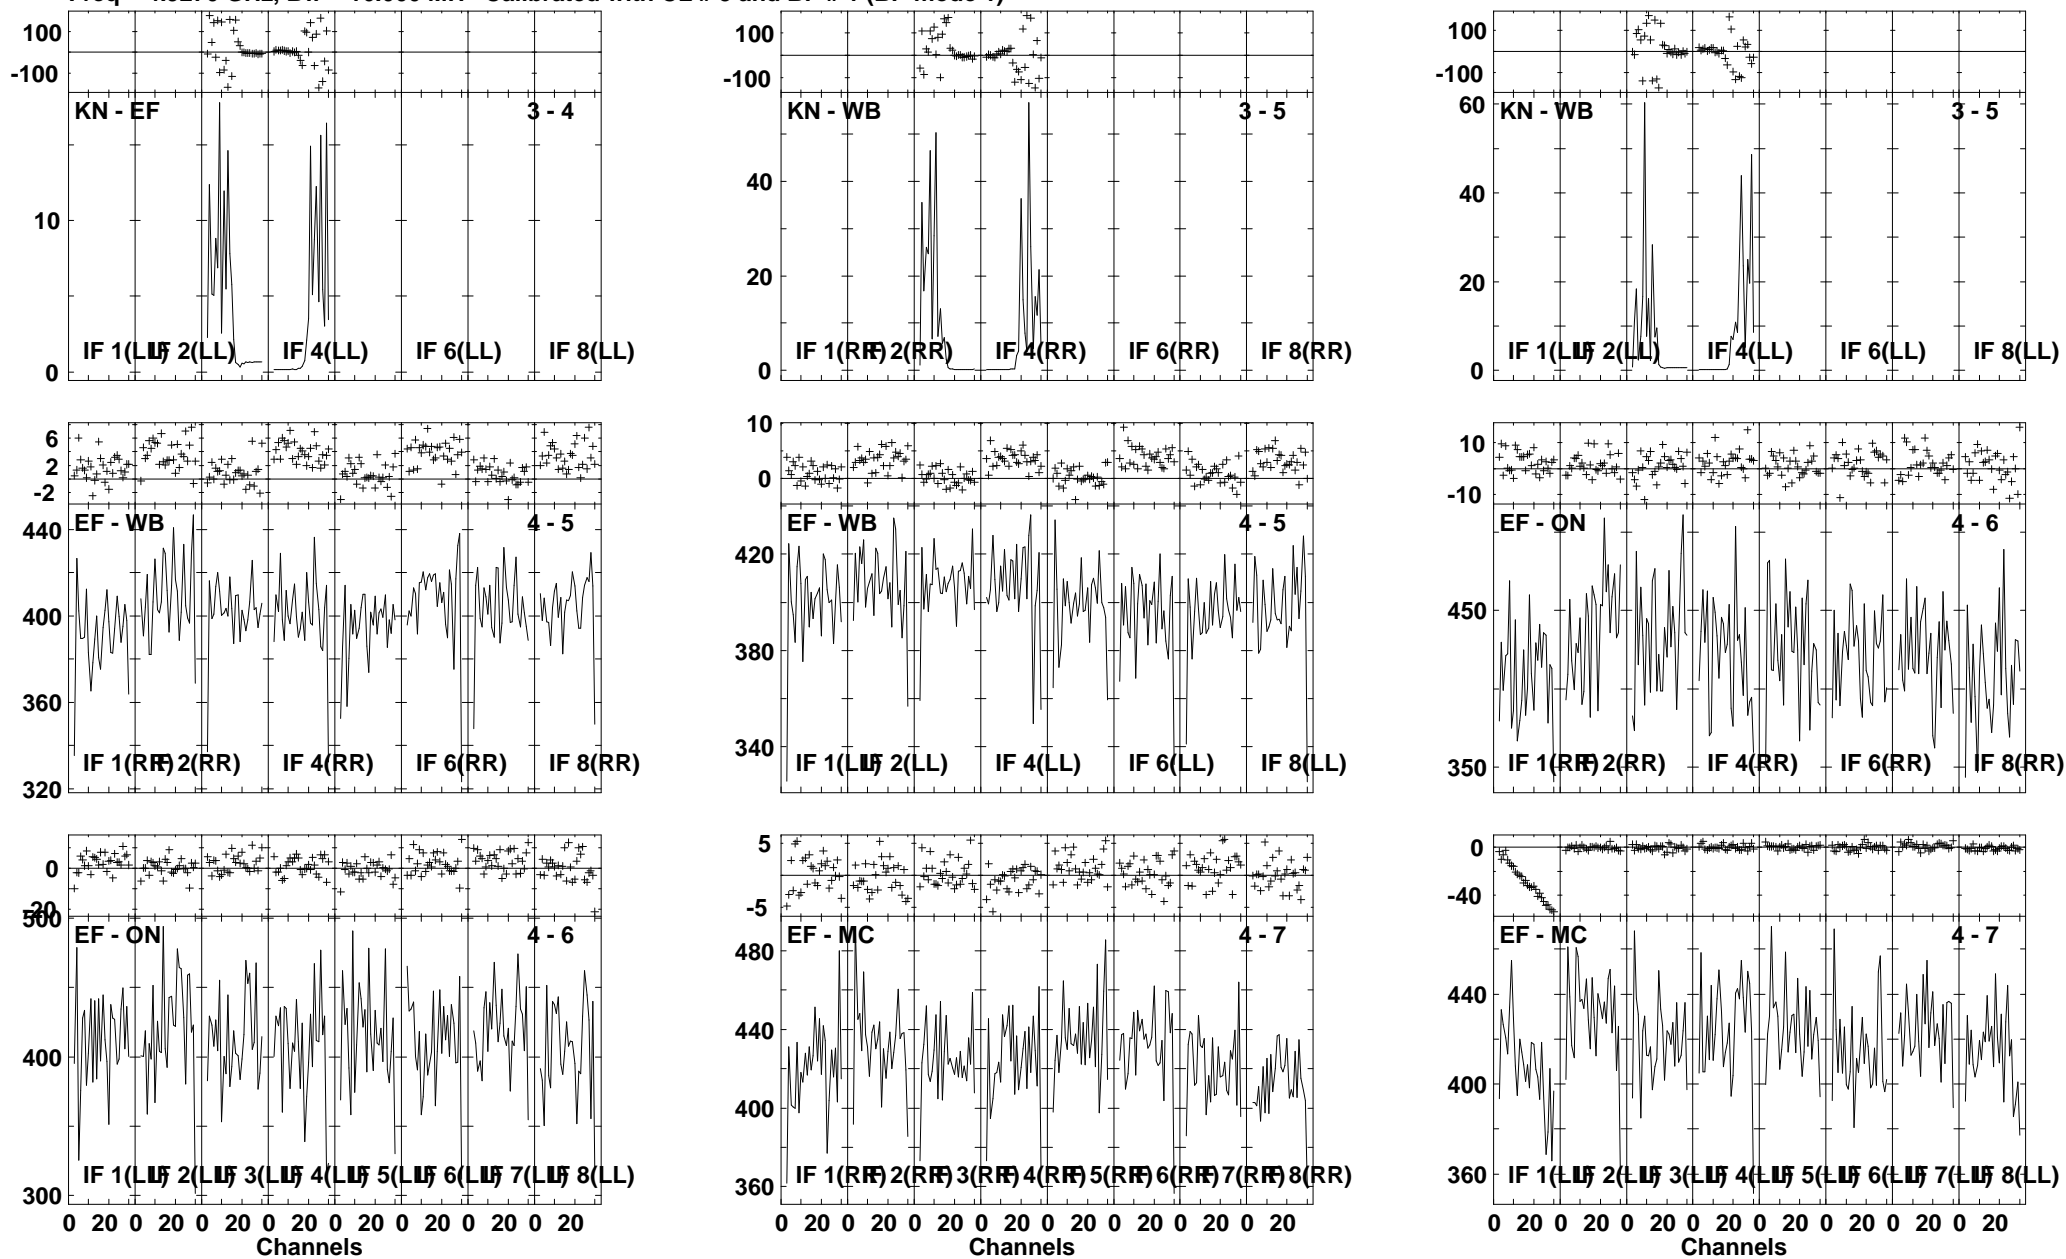 100
-100
KN - EF
3 - 4
10
0
IF 1(LL)
IF 2(LL)
IF 4(LL)
IF 6(LL)
IF 8(LL)
100
-100
KN - WB
3 - 5
40
20
0
IF 1(RR)
IF 2(RR)
IF 4(RR)
IF 6(RR)
IF 8(RR)
100
-100
KN - WB
3 - 5
60
40
20
0
IF 1(LL)
IF 2(LL)
IF 4(LL)
IF 6(LL)
IF 8(LL)
6
2
-2
EF - WB
4 - 5
440
400
360
320
IF 1(RR)
IF 2(RR)
IF 4(RR)
IF 6(RR)
IF 8(RR)
10
0
EF - WB
4 - 5
420
380
340
IF 1(LL)
IF 2(LL)
IF 4(LL)
IF 6(LL)
IF 8(LL)
10
-10
EF - ON
4 - 6
450
350
IF 1(RR)
IF 2(RR)
IF 4(RR)
IF 6(RR)
IF 8(RR)
0
-20
500
EF - ON
4 - 6
400
300
IF 1(LL)
IF 2(LL)
IF 3(LL)
IF 4(LL)
IF 5(LL)
IF 6(LL)
IF 7(LL)
IF 8(LL)
0 20 0 20 0 20 0 20 0 20 0 20 0 20 0 20
Channels
5
-5
EF - MC
4 - 7
480
440
400
360
IF 1(RR)
IF 2(RR)
IF 3(RR)
IF 4(RR)
IF 5(RR)
IF 6(RR)
IF 7(RR)
IF 8(RR)
0 20 0 20 0 20 0 20 0 20 0 20 0 20 0 20
Channels
0
-40
EF - MC
4 - 7
440
400
360
IF 1(LL)
IF 2(LL)
IF 3(LL)
IF 4(LL)
IF 5(LL)
IF 6(LL)
IF 7(LL)
IF 8(LL)
0 20 0 20 0 20 0 20 0 20 0 20 0 20 0 20
Channels